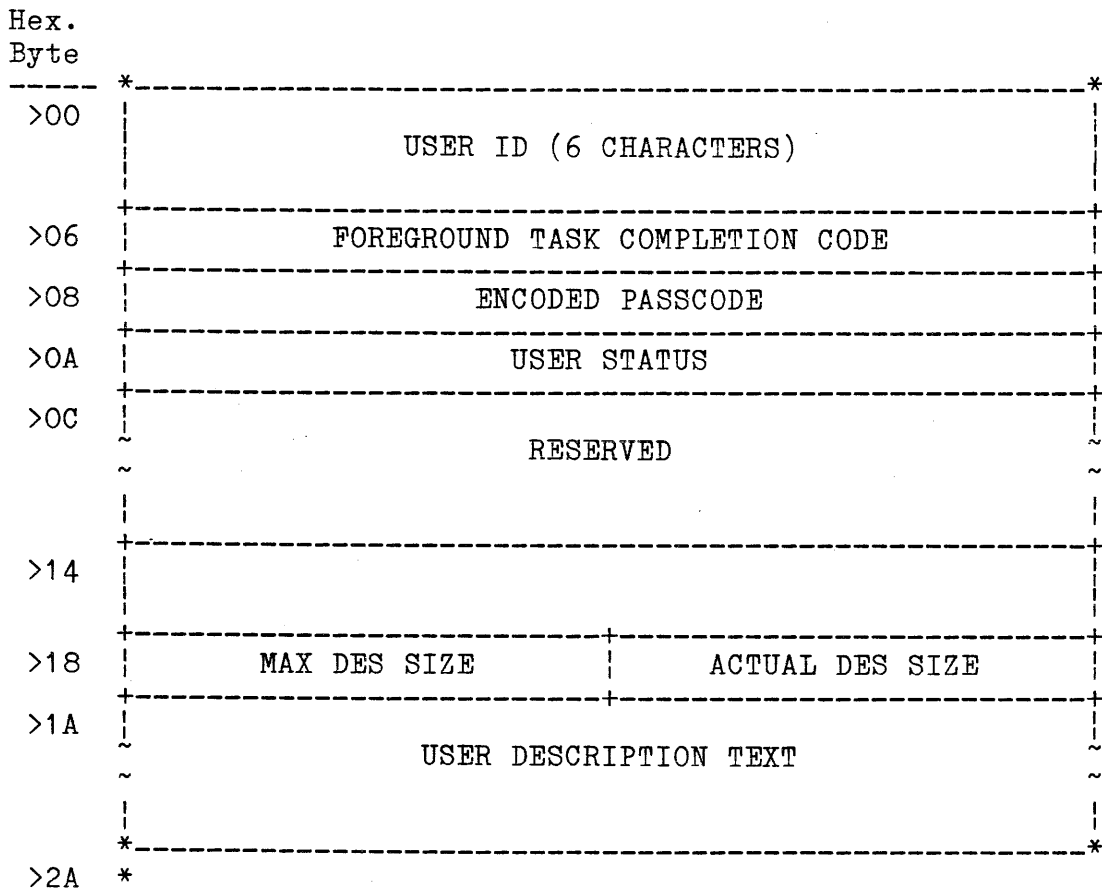 Hex.
Byte
>00 USER ID (6 CHARACTERS)
>06 FOREGROUND TASK COMPLETION CODE
>08 ENCODED PASSCODE
>0A USER STATUS
>0C RESERVED
>14
>18 MAX DES SIZE ACTUAL DES SIZE
>1A USER DESCRIPTION TEXT
>2A